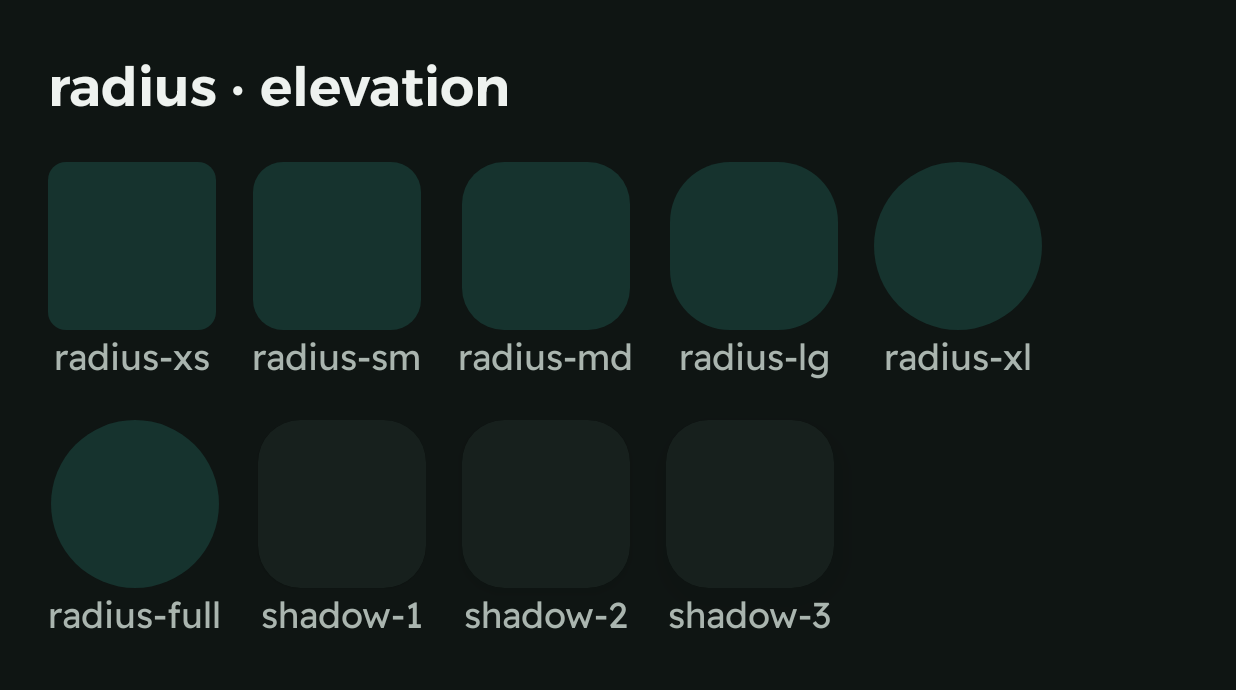 radius · elevation
radius-xs radius-sm radius-md radius-lg radius-xl
radius-full shadow-1 shadow-2 shadow-3